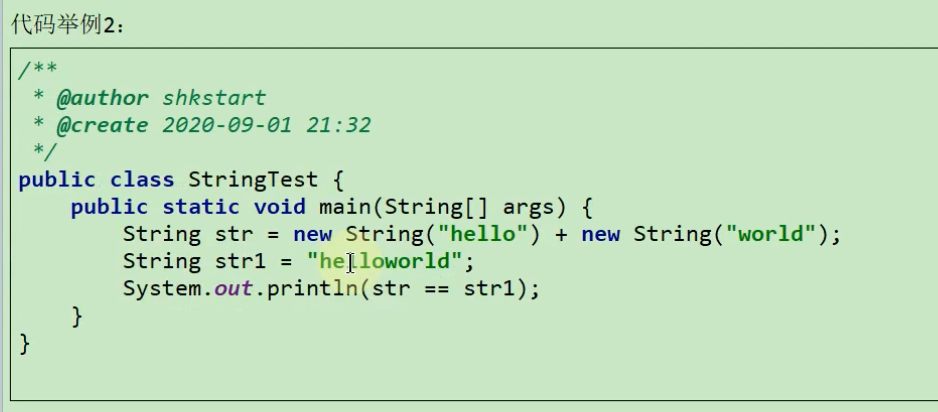 代码举例2：
/**
 * @author shkstart
 * @create 2020-09-01 21:32
 */
public class StringTest {
    public static void main(String[] args) {
        String str = new String("hello") + new String("world");
        String str1 = "helloworld";
        System.out.println(str == str1);
    }
}